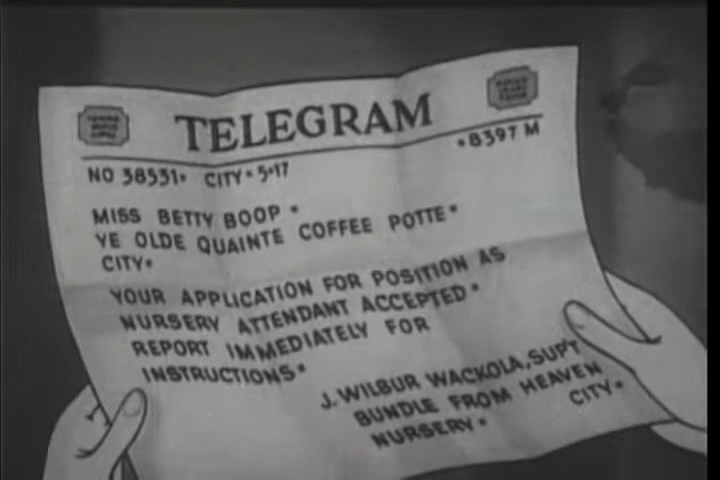 TELEGRAM
•8397 M
NO 38531• CITY• 5•17
MISS BETTY BOOP •
YE OLDE QUAINTE COFFEE POTTE•
CITY•
YOUR APPLICATION FOR POSITION AS
NURSERY ATTENDANT ACCEPTED•
REPORT IMMEDIATELY FOR
INSTRUCTIONS•
J. WILBUR WACKOLA, SUP'T
BUNDLE FROM HEAVEN
NURSERY• CITY•